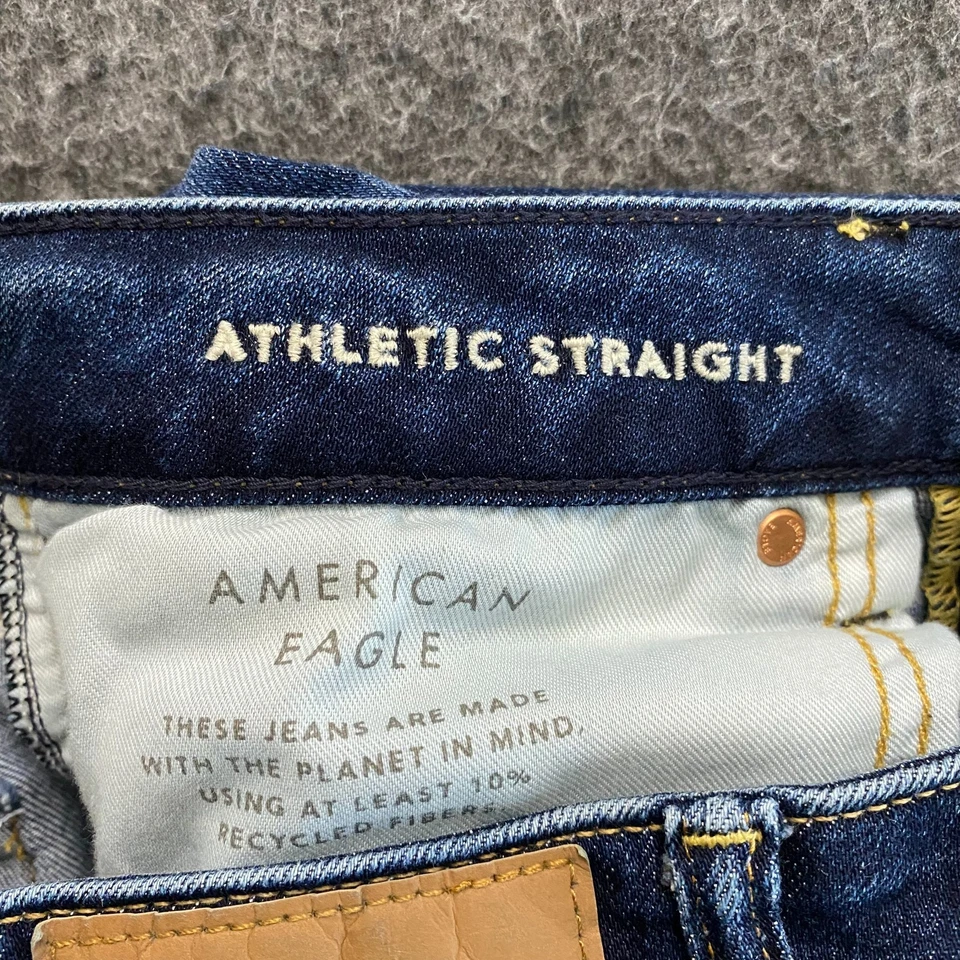 ATHLETIC STRAIGHT
AMERICAN
EAGLE
THESE JEANS ARE MADE
WITH THE PLANET IN MIND,
USING AT LEAST 10%
RECYCLED FIBERS.